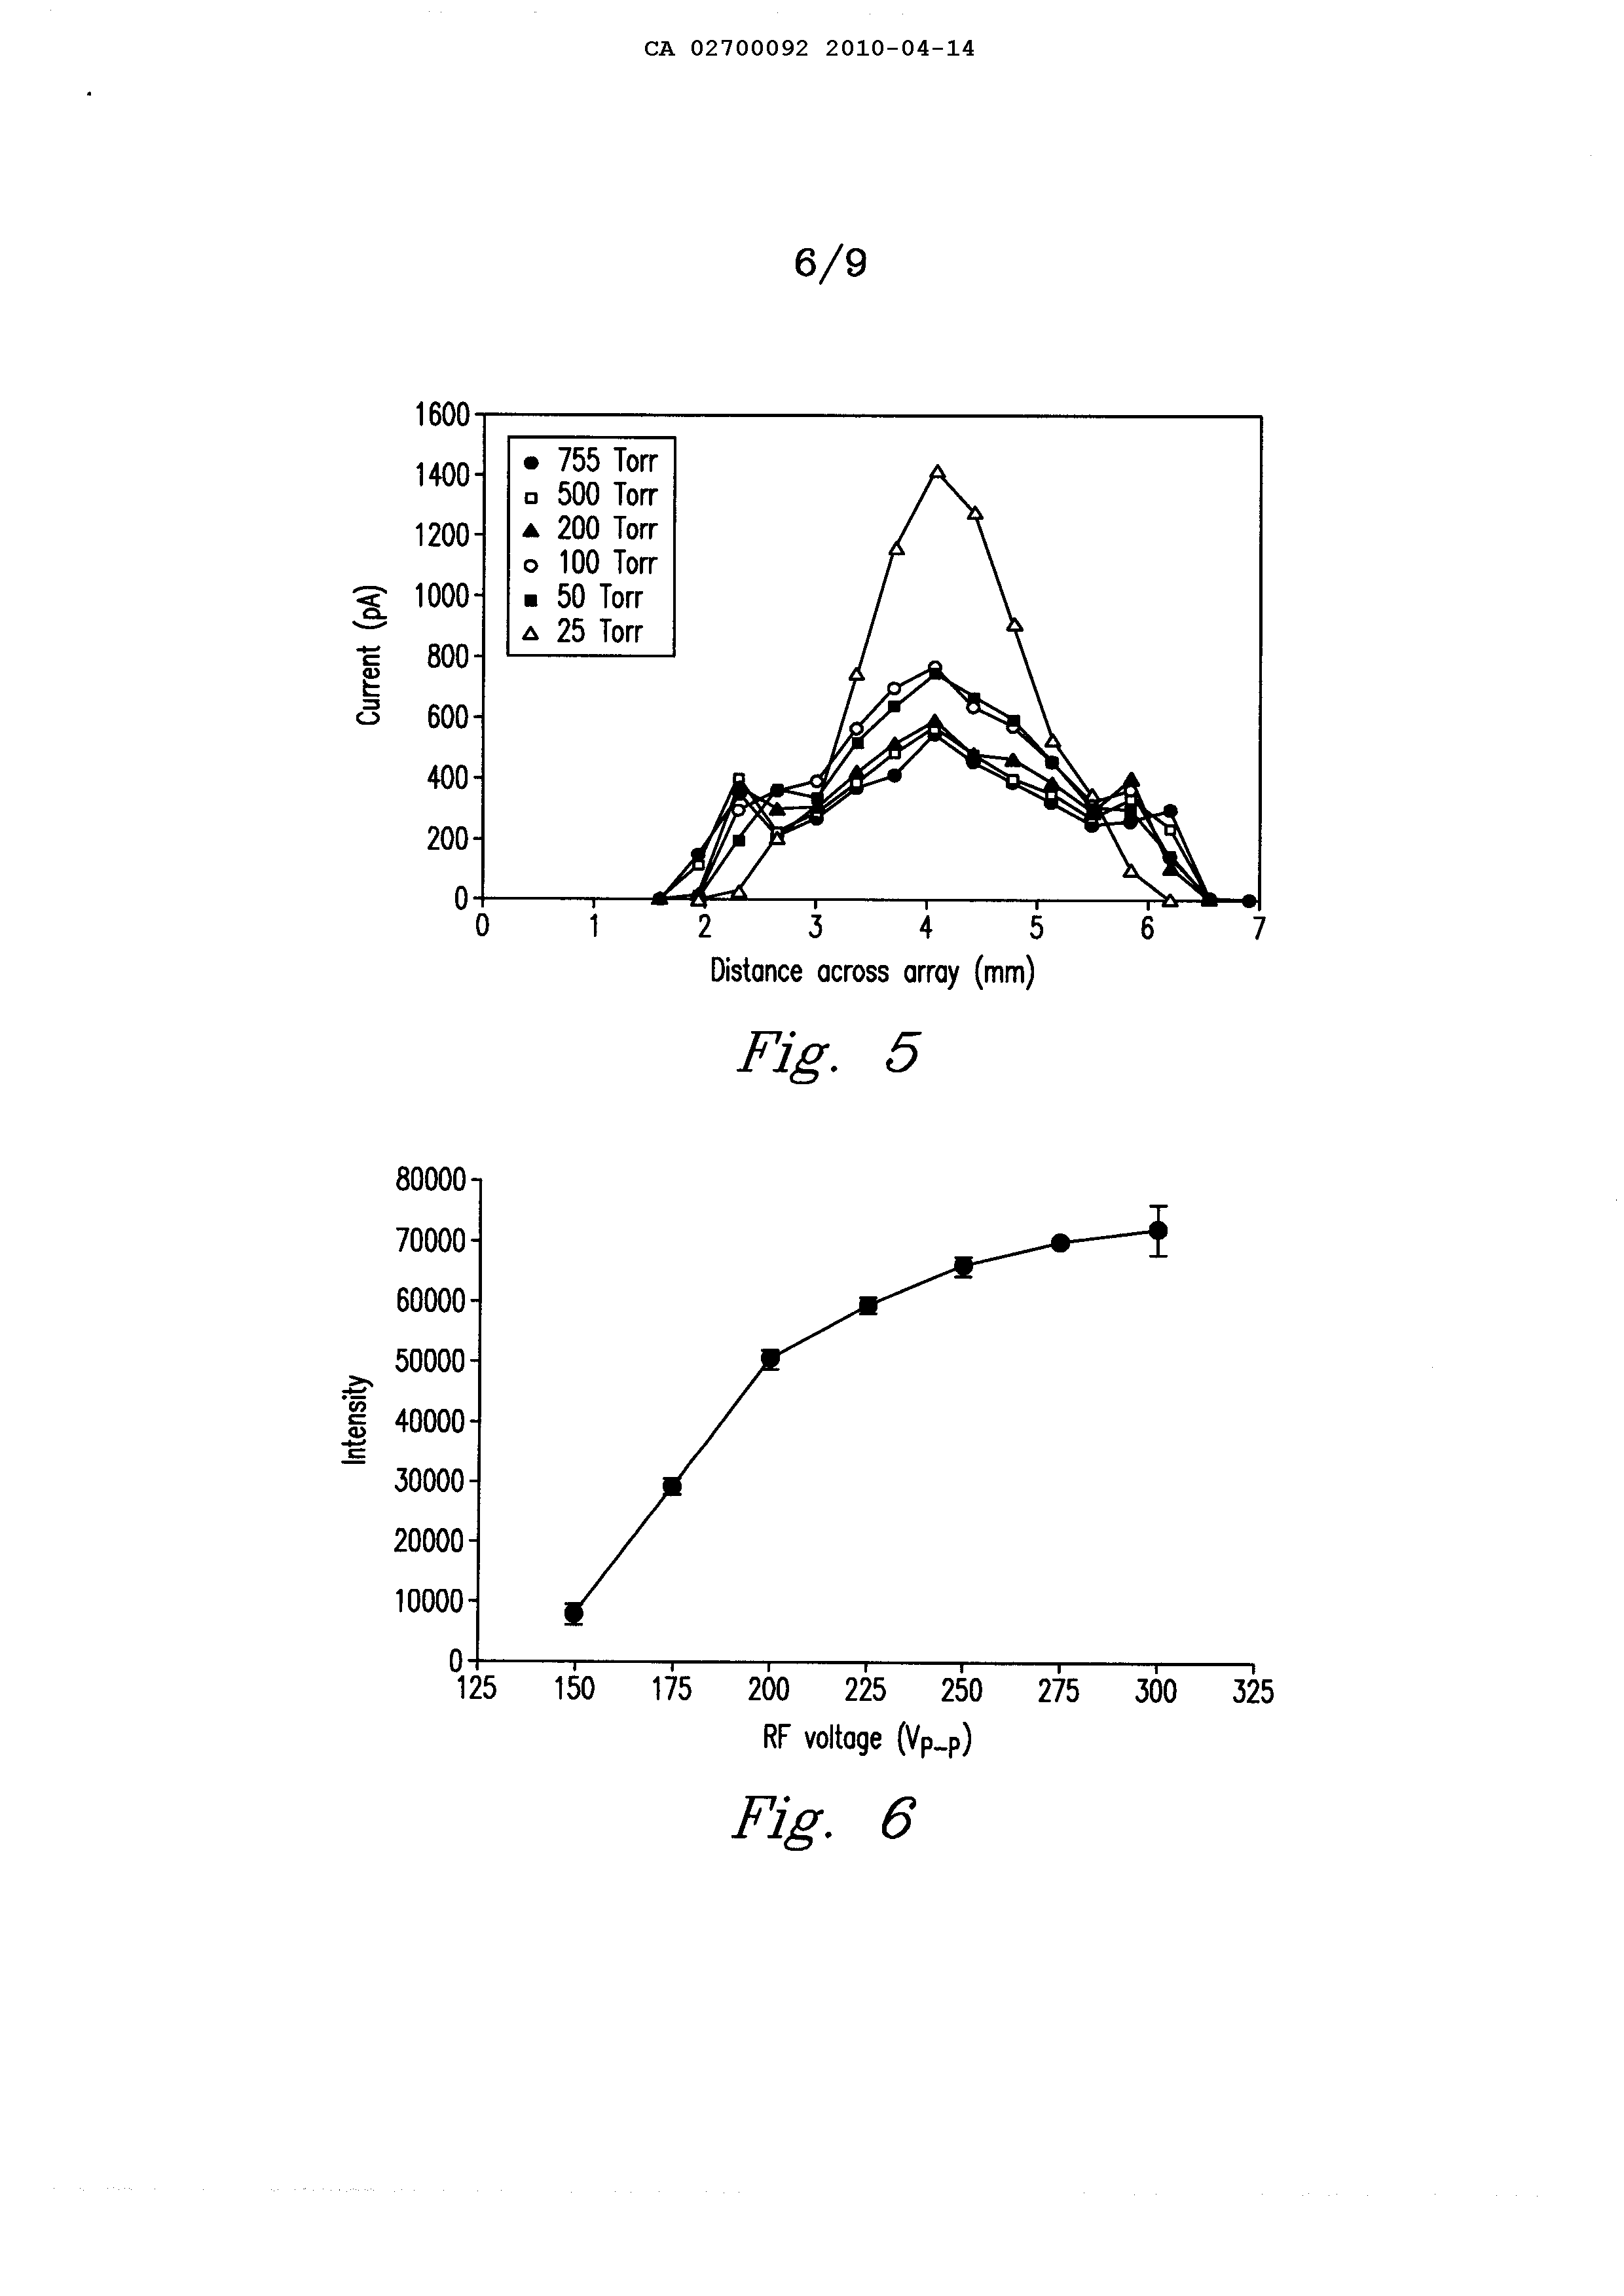 CA 02700092 2010-04-14
6/9
1600
1400
1200
1000
800
600
400
200
0
Current (pA)
755 Torr
500 Torr
200 Torr
100 Torr
50 Torr
25 Torr
0 1 2 3 4 5 6 7
Distance across array (mm)
Fig. 5
80000
70000
60000
50000
40000
30000
20000
10000
0
Intensity
125 150 175 200 225 250 275 300 325
RF voltage (Vp-p)
Fig. 6